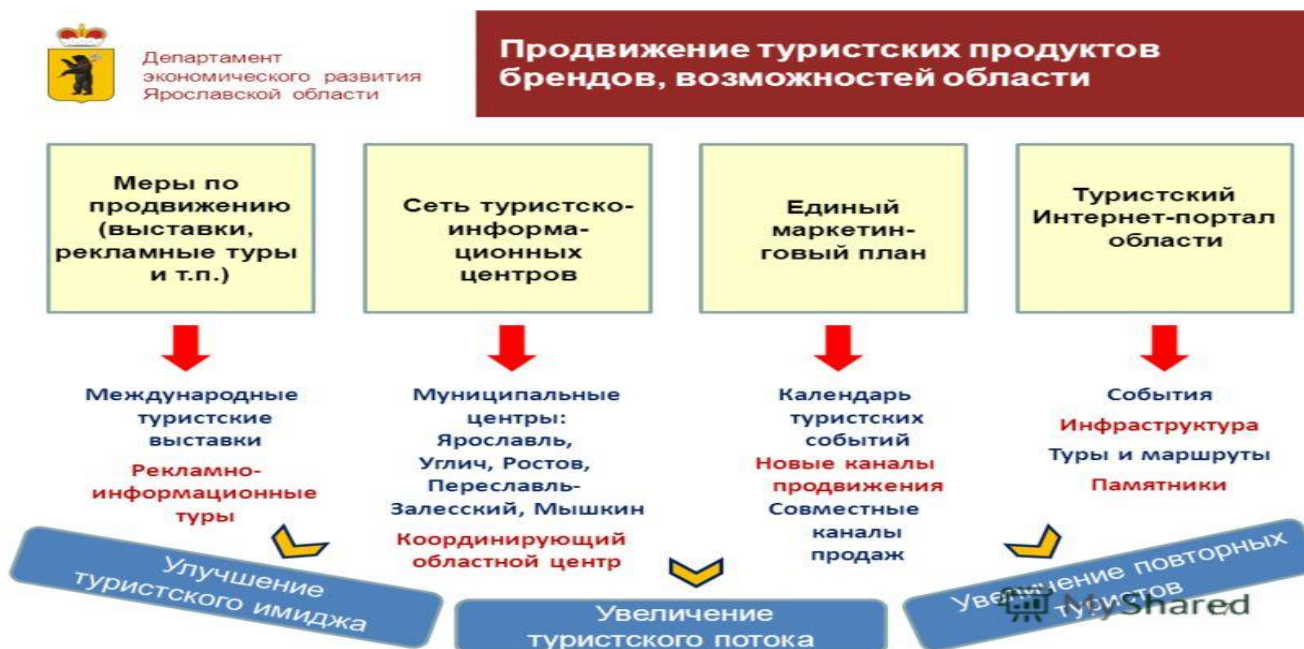 Департамент
экономического развития
Ярославской области
Продвижение туристских продуктов
брендов, возможностей области
Меры по
продвижению
(выставки,
рекламные туры
и т.п.)
Сеть туристско-
информа-
ционных
центров
Единый
маркетин-
говый план
Туристский
Интернет-портал
области
Международные
туристские
выставки
Рекламно-
информационные
туры
Муниципальные
центры:
Ярославль,
Углич, Ростов,
Переславль-
Залесский, Мышкин
Координирующий
областной центр
Календарь
туристских
событий
Новые каналы
продвижения
Совместные
каналы
продаж
События
Инфраструктура
Туры и маршруты
Памятники
Улучшение
туристского имиджа
Увеличение
туристского потока
Увеличение повторных
туристов
MyShared